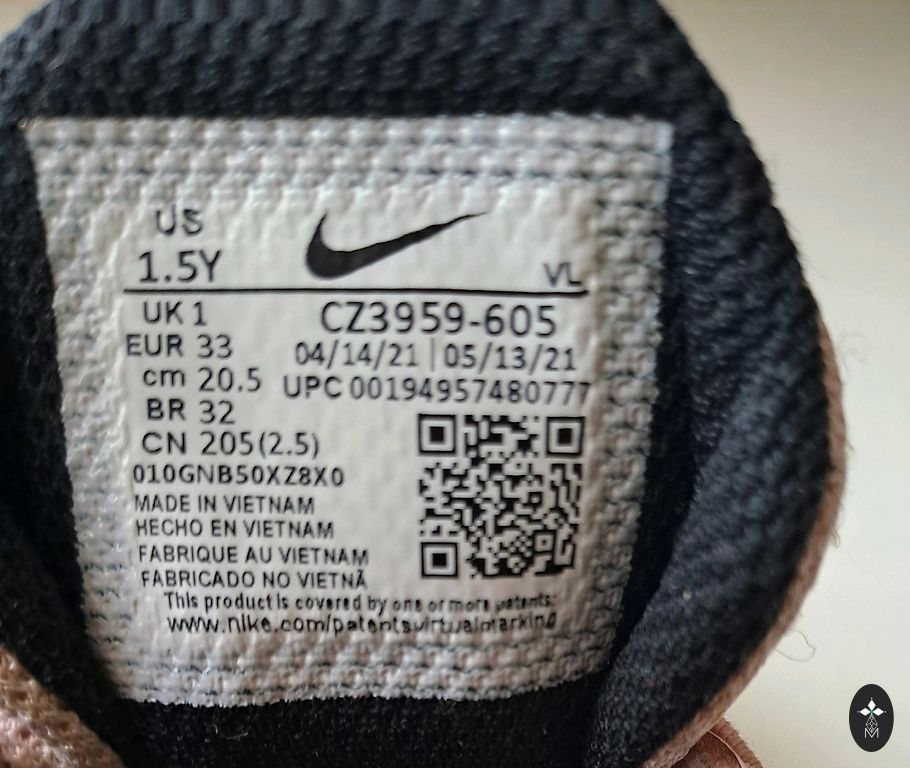 US
1.5Y
VL
UK 1
CZ3959-605
EUR 33
04/14/21 | 05/13/21
cm 20.5
UPC 00194957480777
BR 32
CN 205(2.5)
010GNB50XZ8X0
MADE IN VIETNAM
HECHO EN VIETNAM
FABRIQUE AU VIETNAM
FABRICADO NO VIETNÃ
This product is covered by one or more patents:
www.nike.com/patentsvirtualmarking
M